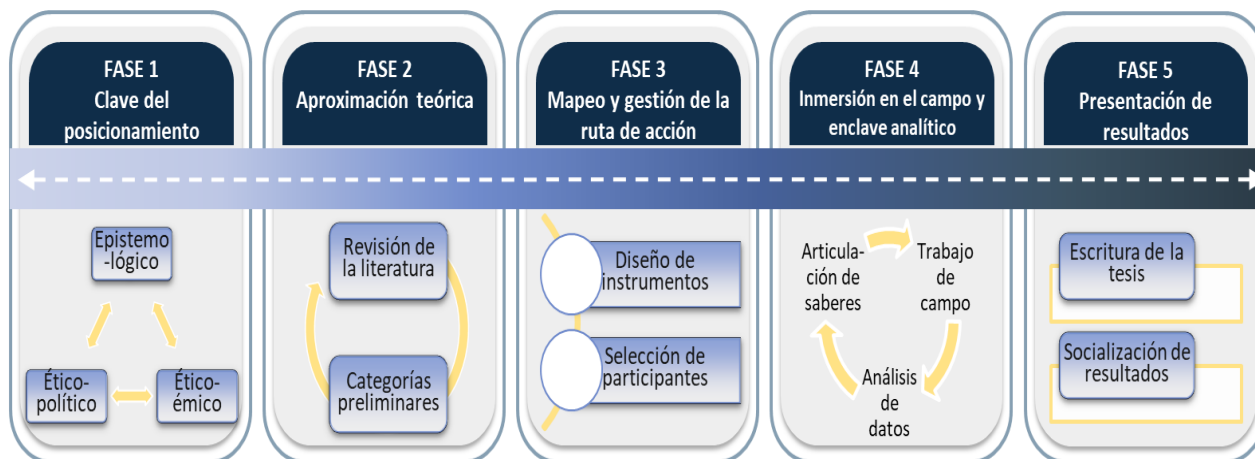 FASE 1
Clave del
posicionamiento
Epistemo
-lógico
Ético-
político
Ético-
émico
FASE 2
Aproximación teórica
Revisión de
la literatura
Categorías
preliminares
FASE 3
Mapeo y gestión de la
ruta de acción
Diseño de
instrumentos
Selección de
participantes
FASE 4
Inmersión en el campo y
enclave analítico
Articula-
ción de
saberes
Trabajo
de
campo
Análisis
de
datos
FASE 5
Presentación de
resultados
Escritura de la
tesis
Socialización de
resultados